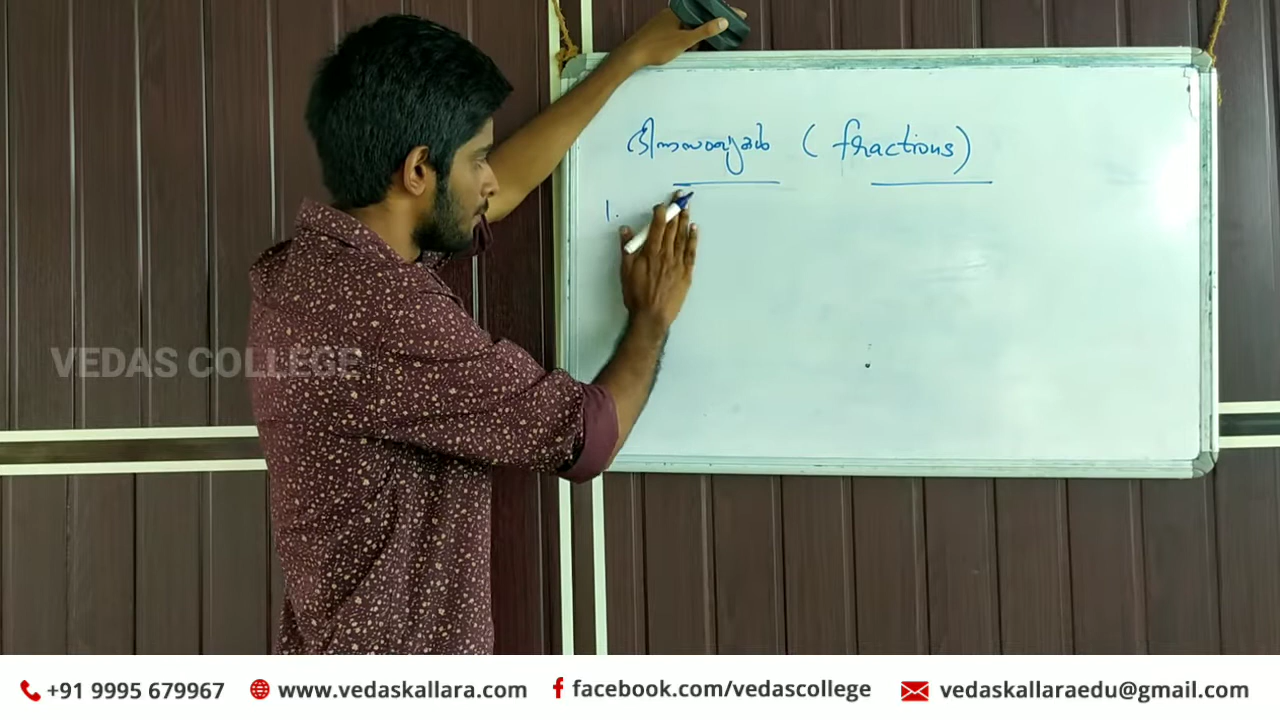 ഭിന്നസംഖ്യകൾ ( fractions )
1.
VEDAS COLLEGE
+91 9995 679967 www.vedaskallara.com facebook.com/vedascollege vedaskallaraedu@gmail.com